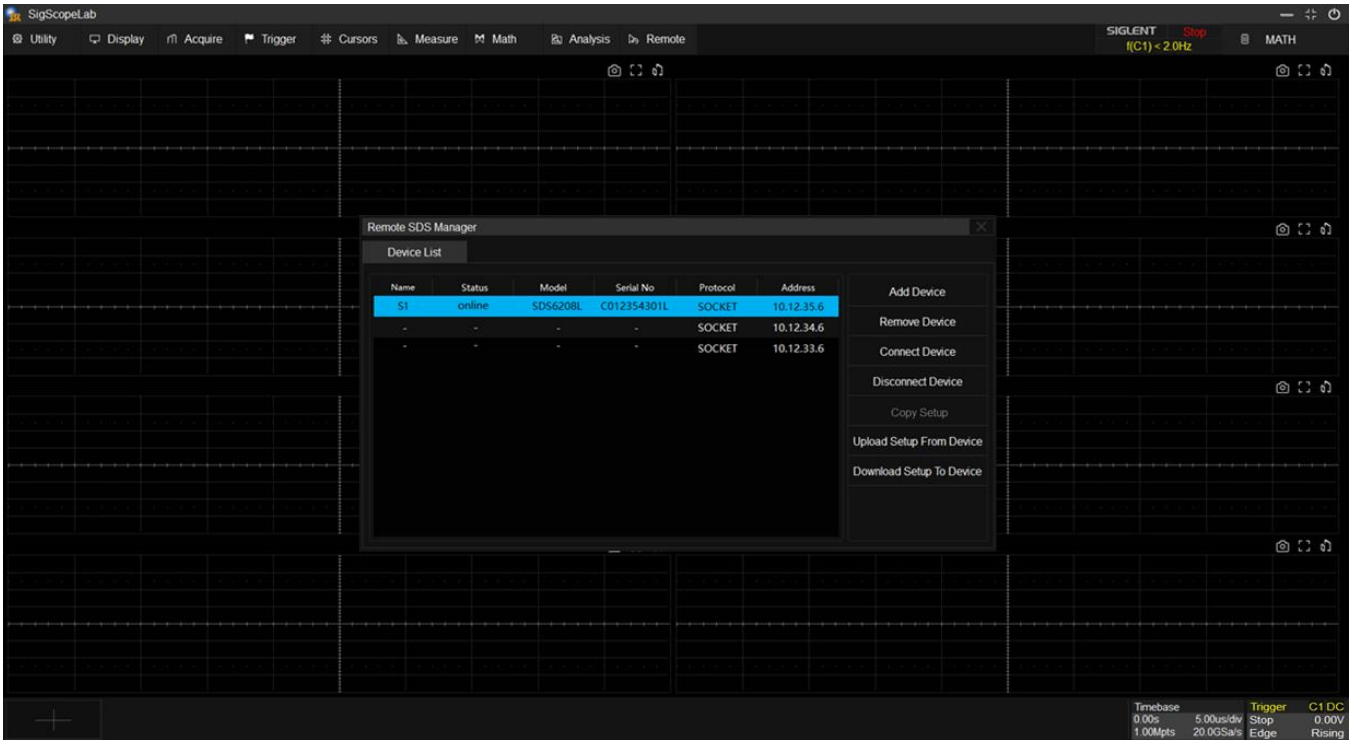 SigScopeLab
Utility Display Acquire Trigger Cursors Measure Math Analysis Remote
SIGLENT Stop
f(C1) < 2.0Hz
MATH
Remote SDS Manager
Device List
Name Status Model Serial No Protocol Address
S1 online SDS6208L C012354301L SOCKET 10.12.35.6
- - - - SOCKET 10.12.34.6
- - - - SOCKET 10.12.33.6
Add Device
Remove Device
Connect Device
Disconnect Device
Copy Setup
Upload Setup From Device
Download Setup To Device
Timebase
0.00s 5.00us/div
1.00Mpts 20.0GSa/s
Trigger C1 DC
Stop 0.00V
Edge Rising